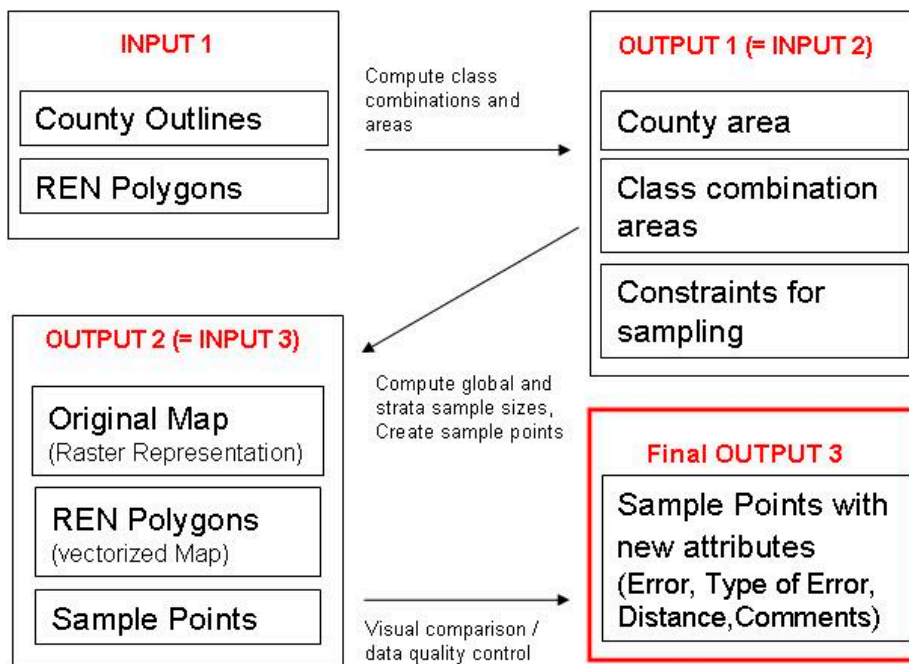 INPUT 1
County Outlines
REN Polygons
Compute class
combinations and
areas
OUTPUT 1 (= INPUT 2)
County area
Class combination
areas
Constraints for
sampling
Compute global and
strata sample sizes,
Create sample points
OUTPUT 2 (= INPUT 3)
Original Map
(Raster Representation)
REN Polygons
(vectorized Map)
Sample Points
Visual comparison /
data quality control
Final OUTPUT 3
Sample Points with
new attributes
(Error, Type of Error,
Distance,Comments)